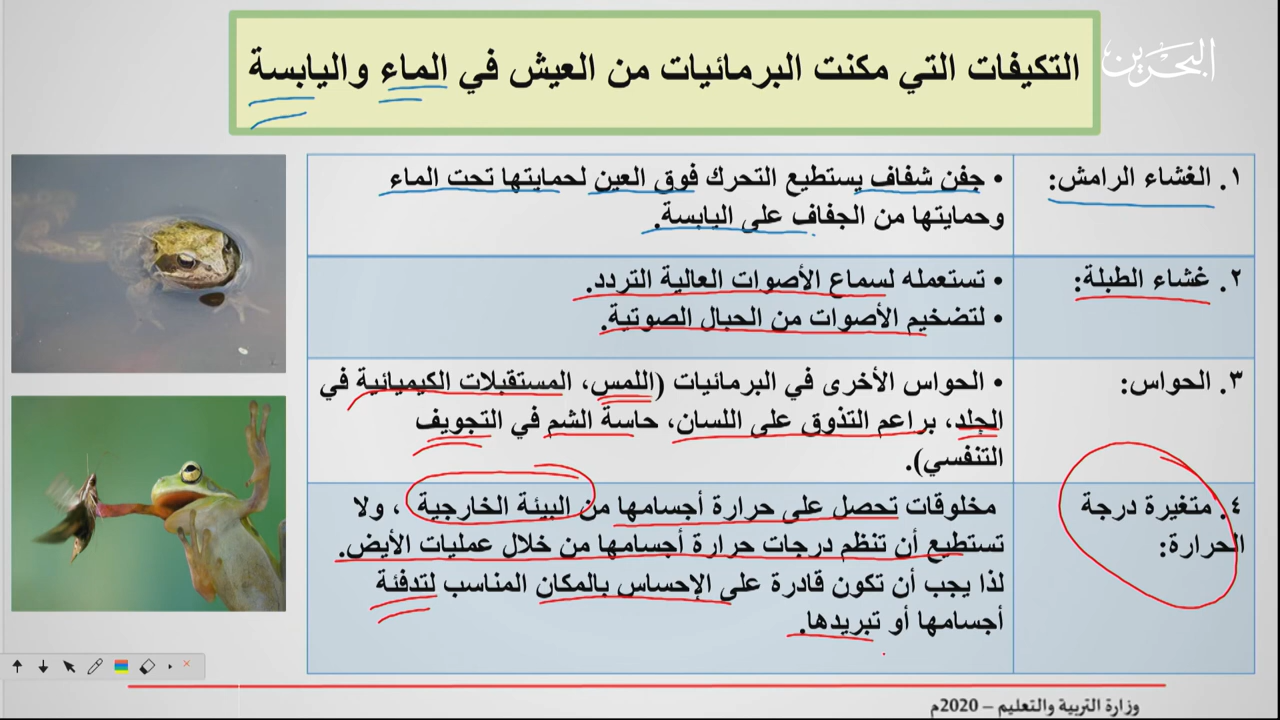 التكيفات التي مكنت البرمائيات من العيش في الماء واليابسة
البحرين
١. الغشاء الرامش:
• جفن شفاف يستطيع التحرك فوق العين لحمايتها تحت الماء
وحمايتها من الجفاف على اليابسة.
٢. غشاء الطبلة:
• تستعمله لسماع الأصوات العالية التردد.
• لتضخيم الأصوات من الحبال الصوتية.
٣. الحواس:
• الحواس الأخرى في البرمائيات (اللمس، المستقبلات الكيميائية في
الجلد، براعم التذوق على اللسان، حاسة الشم في التجويف
التنفسي).
٤. متغيرة درجة
الحرارة:
مخلوقات تحصل على حرارة أجسامها من البيئة الخارجية ، ولا
تستطيع أن تنظم درجات حرارة أجسامها من خلال عمليات الأيض.
لذا يجب أن تكون قادرة على الإحساس بالمكان المناسب لتدفئة
أجسامها أو تبريدها.
وزارة التربية والتعليم – 2020م